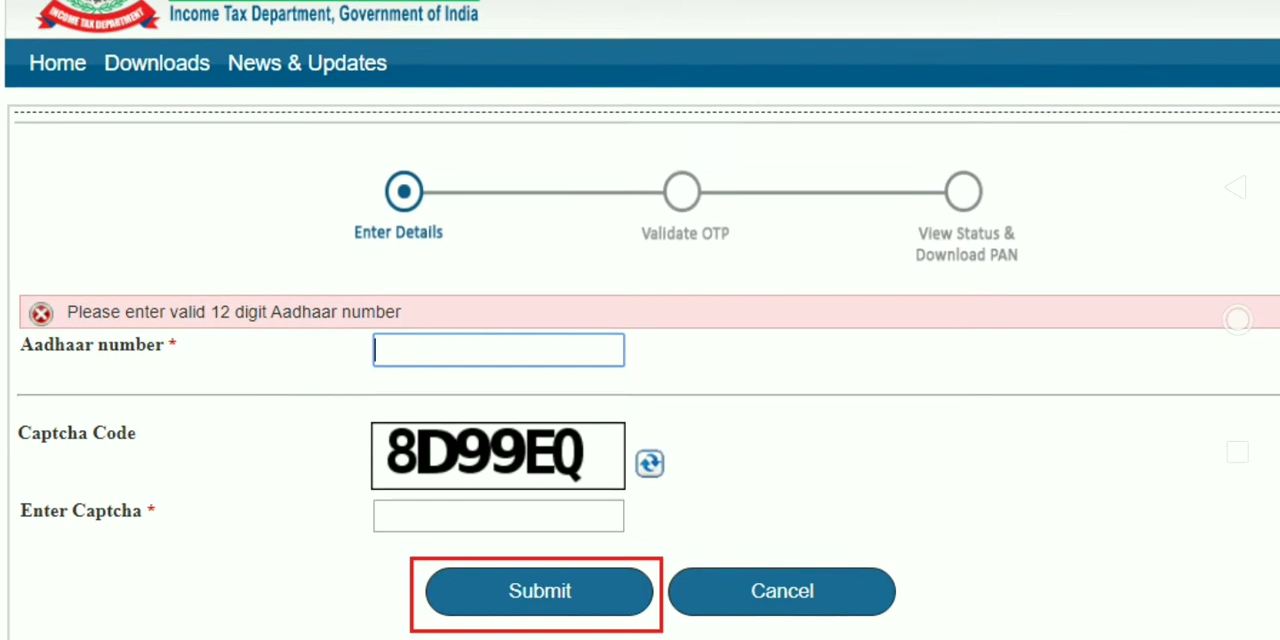 INCOME TAX DEPARTMENT
Income Tax Department, Government of India
Home Downloads News & Updates
Enter Details
Validate OTP
View Status &
Download PAN
Please enter valid 12 digit Aadhaar number
Aadhaar number *
Captcha Code
8D99EQ
Enter Captcha *
Submit
Cancel